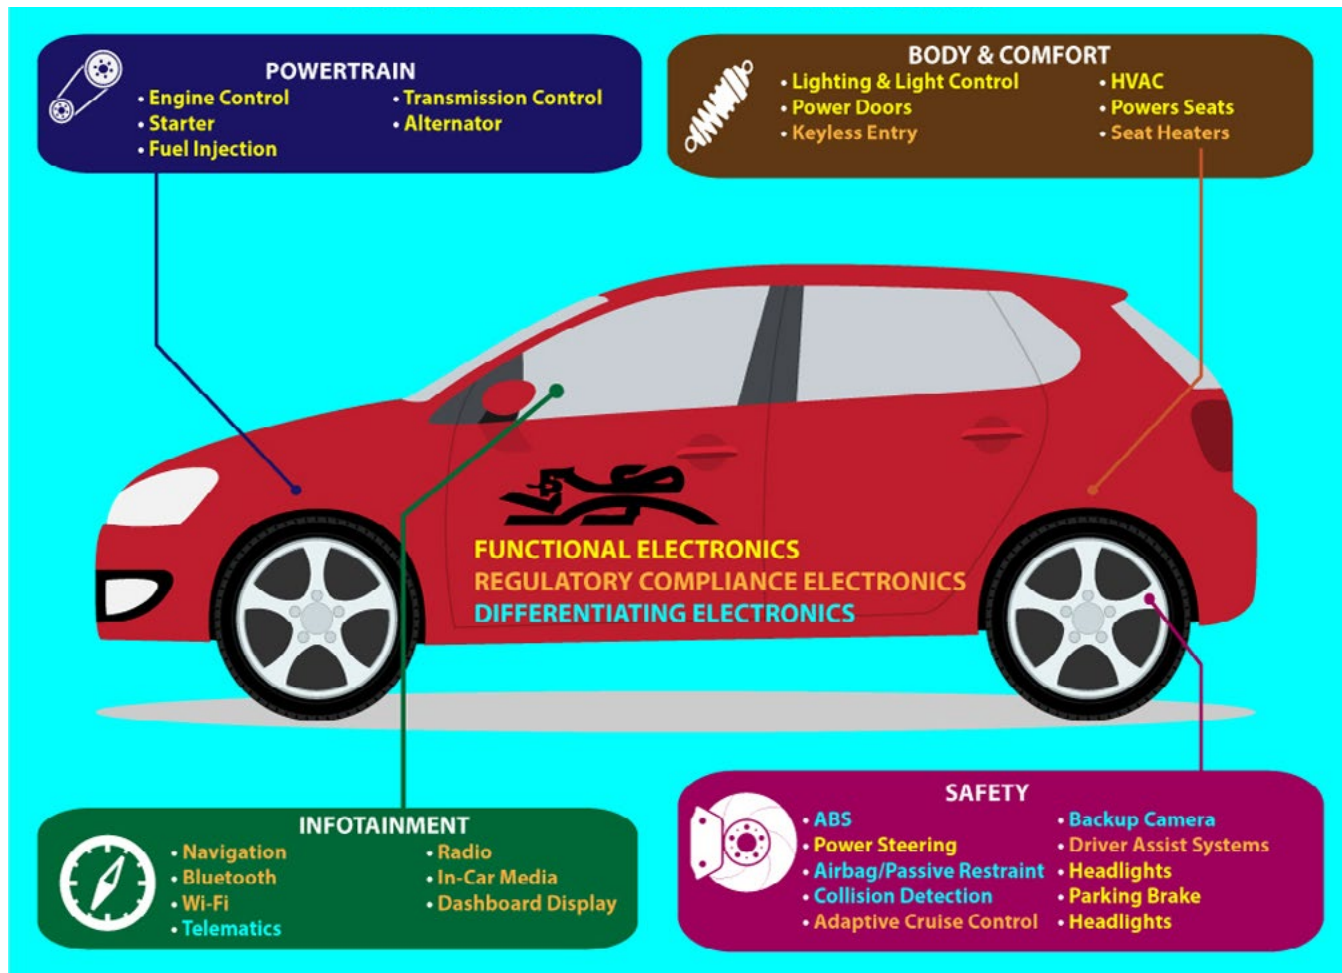 POWERTRAIN
• Engine Control
• Starter
• Fuel Injection
• Transmission Control
• Alternator
BODY & COMFORT
• Lighting & Light Control
• Power Doors
• Keyless Entry
• HVAC
• Powers Seats
• Seat Heaters
FUNCTIONAL ELECTRONICS
REGULATORY COMPLIANCE ELECTRONICS
DIFFERENTIATING ELECTRONICS
INFOTAINMENT
• Navigation
• Bluetooth
• Wi-Fi
• Telematics
• Radio
• In-Car Media
• Dashboard Display
SAFETY
• ABS
• Power Steering
• Airbag/Passive Restraint
• Collision Detection
• Adaptive Cruise Control
• Backup Camera
• Driver Assist Systems
• Headlights
• Parking Brake
• Headlights